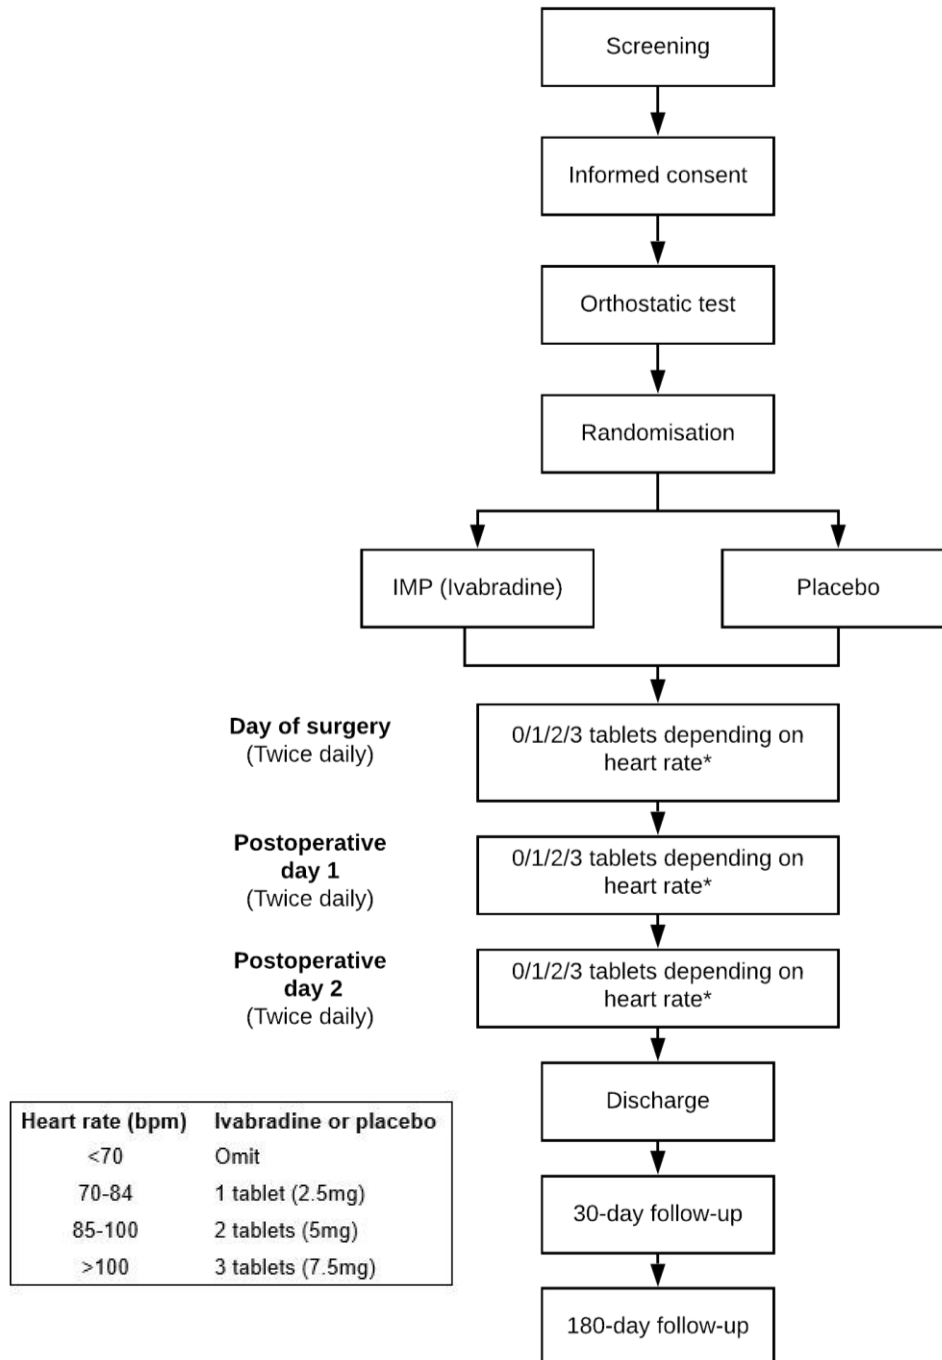 Screening
Informed consent
Orthostatic test
Randomisation
IMP (Ivabradine)
Placebo
Day of surgery
(Twice daily)
0/1/2/3 tablets depending on
heart rate*
Postoperative
day 1
(Twice daily)
0/1/2/3 tablets depending on
heart rate*
Postoperative
day 2
(Twice daily)
0/1/2/3 tablets depending on
heart rate*
Discharge
Heart rate (bpm) Ivabradine or placebo
<70 Omit
70-84 1 tablet (2.5mg)
85-100 2 tablets (5mg)
>100 3 tablets (7.5mg)
30-day follow-up
180-day follow-up